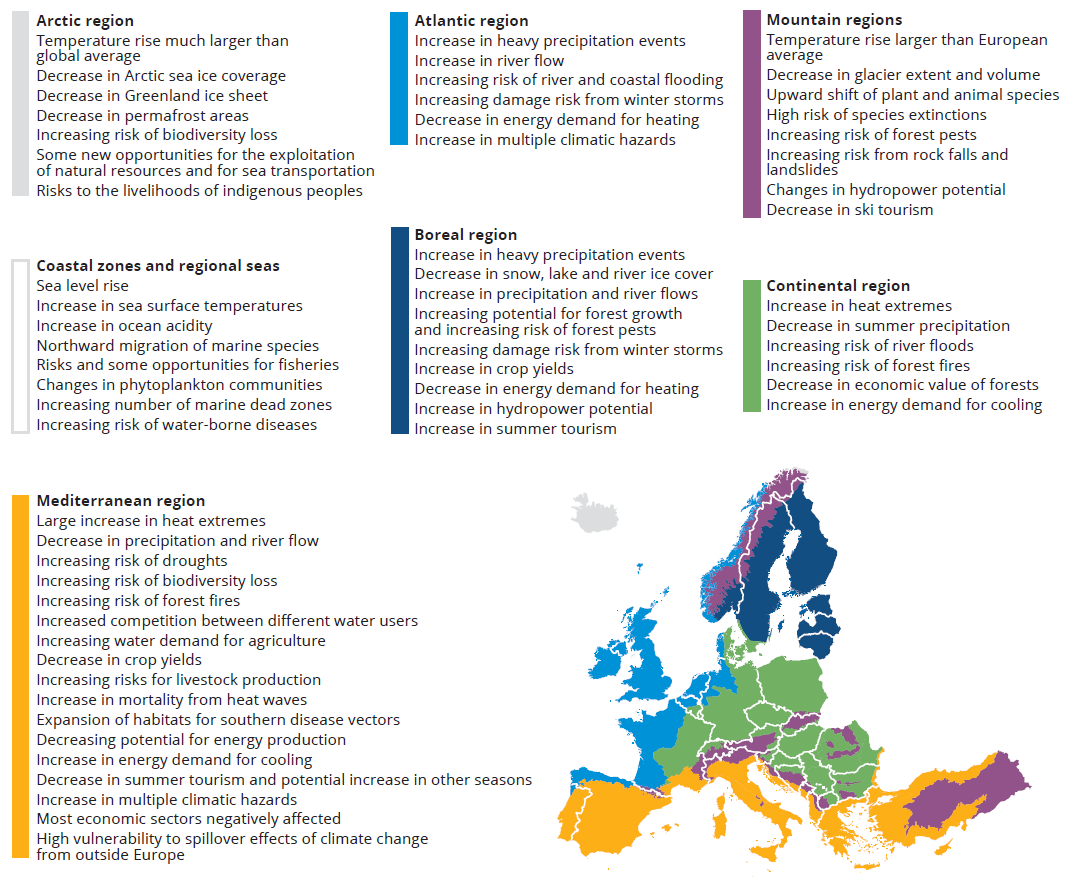 Arctic region
Temperature rise much larger than
global average
Decrease in Arctic sea ice coverage
Decrease in Greenland ice sheet
Decrease in permafrost areas
Increasing risk of biodiversity loss
Some new opportunities for the exploitation
of natural resources and for sea transportation
Risks to the livelihoods of indigenous peoples
Atlantic region
Increase in heavy precipitation events
Increase in river flow
Increasing risk of river and coastal flooding
Increasing damage risk from winter storms
Decrease in energy demand for heating
Increase in multiple climatic hazards
Mountain regions
Temperature rise larger than European
average
Decrease in glacier extent and volume
Upward shift of plant and animal species
High risk of species extinctions
Increasing risk of forest pests
Increasing risk from rock falls and
landslides
Changes in hydropower potential
Decrease in ski tourism
Coastal zones and regional seas
Sea level rise
Increase in sea surface temperatures
Increase in ocean acidity
Northward migration of marine species
Risks and some opportunities for fisheries
Changes in phytoplankton communities
Increasing number of marine dead zones
Increasing risk of water-borne diseases
Boreal region
Increase in heavy precipitation events
Decrease in snow, lake and river ice cover
Increase in precipitation and river flows
Increasing potential for forest growth
and increasing risk of forest pests
Increasing damage risk from winter storms
Increase in crop yields
Decrease in energy demand for heating
Increase in hydropower potential
Increase in summer tourism
Continental region
Increase in heat extremes
Decrease in summer precipitation
Increasing risk of river floods
Increasing risk of forest fires
Decrease in economic value of forests
Increase in energy demand for cooling
Mediterranean region
Large increase in heat extremes
Decrease in precipitation and river flow
Increasing risk of droughts
Increasing risk of biodiversity loss
Increasing risk of forest fires
Increased competition between different water users
Increasing water demand for agriculture
Decrease in crop yields
Increasing risks for livestock production
Increase in mortality from heat waves
Expansion of habitats for southern disease vectors
Decreasing potential for energy production
Increase in energy demand for cooling
Decrease in summer tourism and potential increase in other seasons
Increase in multiple climatic hazards
Most economic sectors negatively affected
High vulnerability to spillover effects of climate change
from outside Europe